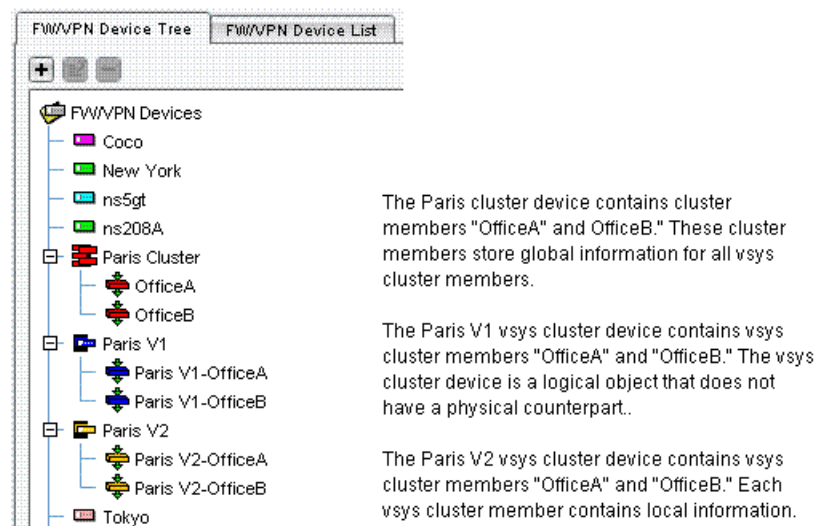 FW/VPN Device Tree
FW/VPN Device List
FW/VPN Devices
Coco
New York
ns5gt
ns208A
Paris Cluster
OfficeA
OfficeB
Paris V1
Paris V1-OfficeA
Paris V1-OfficeB
Paris V2
Paris V2-OfficeA
Paris V2-OfficeB
Tokyo
The Paris cluster device contains cluster
members "OfficeA" and OfficeB." These cluster
members store global information for all vsys
cluster members.
The Paris V1 vsys cluster device contains vsys
cluster members "OfficeA" and "OfficeB." The vsys
cluster device is a logical object that does not
have a physical counterpart..
The Paris V2 vsys cluster device contains vsys
cluster members "OfficeA" and "OfficeB." Each
vsys cluster member contains local information.